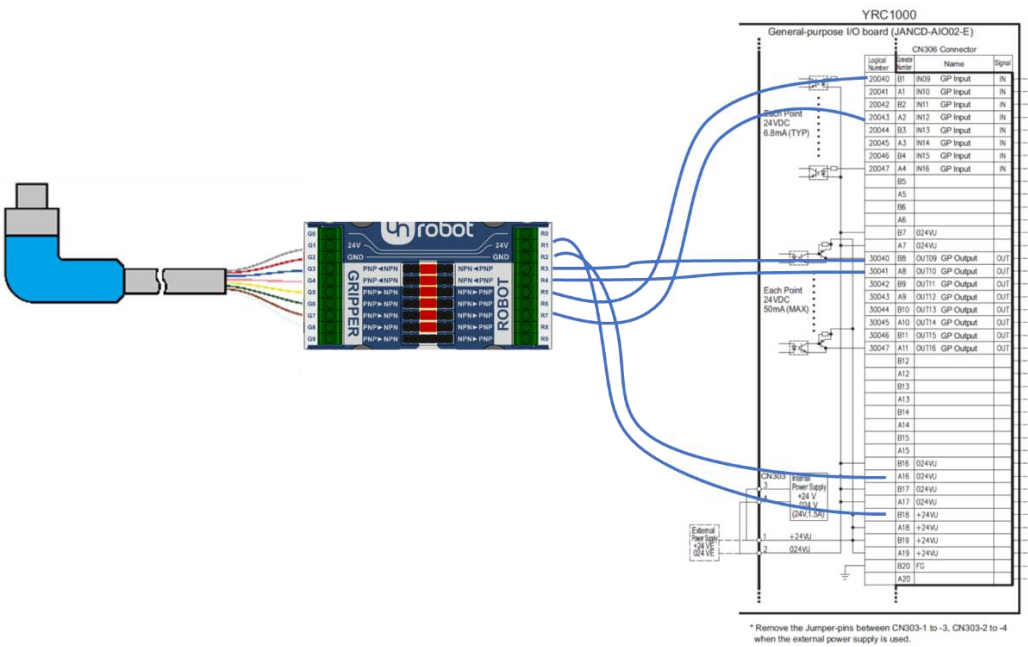 YRC1000
General-purpose I/O board (JANCD-AIO02-E)
CN306 Connector
Logical Number Connector Number Name Signal
20040 B1 IN09 GP Input IN
20041 A1 IN10 GP Input IN
20042 B2 IN11 GP Input IN
20043 A2 IN12 GP Input IN
20044 B3 IN13 GP Input IN
20045 A3 IN14 GP Input IN
20046 B4 IN15 GP Input IN
20047 A4 IN16 GP Input IN
B5
A5
B6
A6
B7 024VU
A7 024VU
30040 B8 OUT09 GP Output OUT
30041 A8 OUT10 GP Output OUT
30042 B9 OUT11 GP Output OUT
30043 A9 OUT12 GP Output OUT
30044 B10 OUT13 GP Output OUT
30045 A10 OUT14 GP Output OUT
30046 B11 OUT15 GP Output OUT
30047 A11 OUT16 GP Output OUT
B12
A12
B13
A13
B14
A14
B15
A15
B16 024VU
A16 024VU
B17 024VU
A17 024VU
B18 +24VU
A18 +24VU
B19 +24VU
A19 +24VU
B20 FG
A20
Each Point
24VDC
6.8mA(TYP)
Each Point
24VDC
50mA(MAX)
CN303
3
4
Internal
Power Supply
+24 V
024 V
(24V,1.5A)
1 +24VU
2 024VU
External
Power Supply
+24 VE
024 VE
robot
G0 R0
G1 24V 24V R1
G2 GND GND R2
G3 PNP◄NPN NPN◄PNP R3
G4 PNP◄NPN NPN◄PNP R4
G5 PNP►NPN NPN►PNP R5
G6 PNP►NPN NPN►PNP R6
G7 PNP►NPN NPN►PNP R7
G8 PNP►NPN NPN►PNP R8
G9 PNP►NPN NPN►PNP R9
GRIPPER
ROBOT
* Remove the Jumper-pins between CN303-1 to -3, CN303-2 to -4
when the external power supply is used.